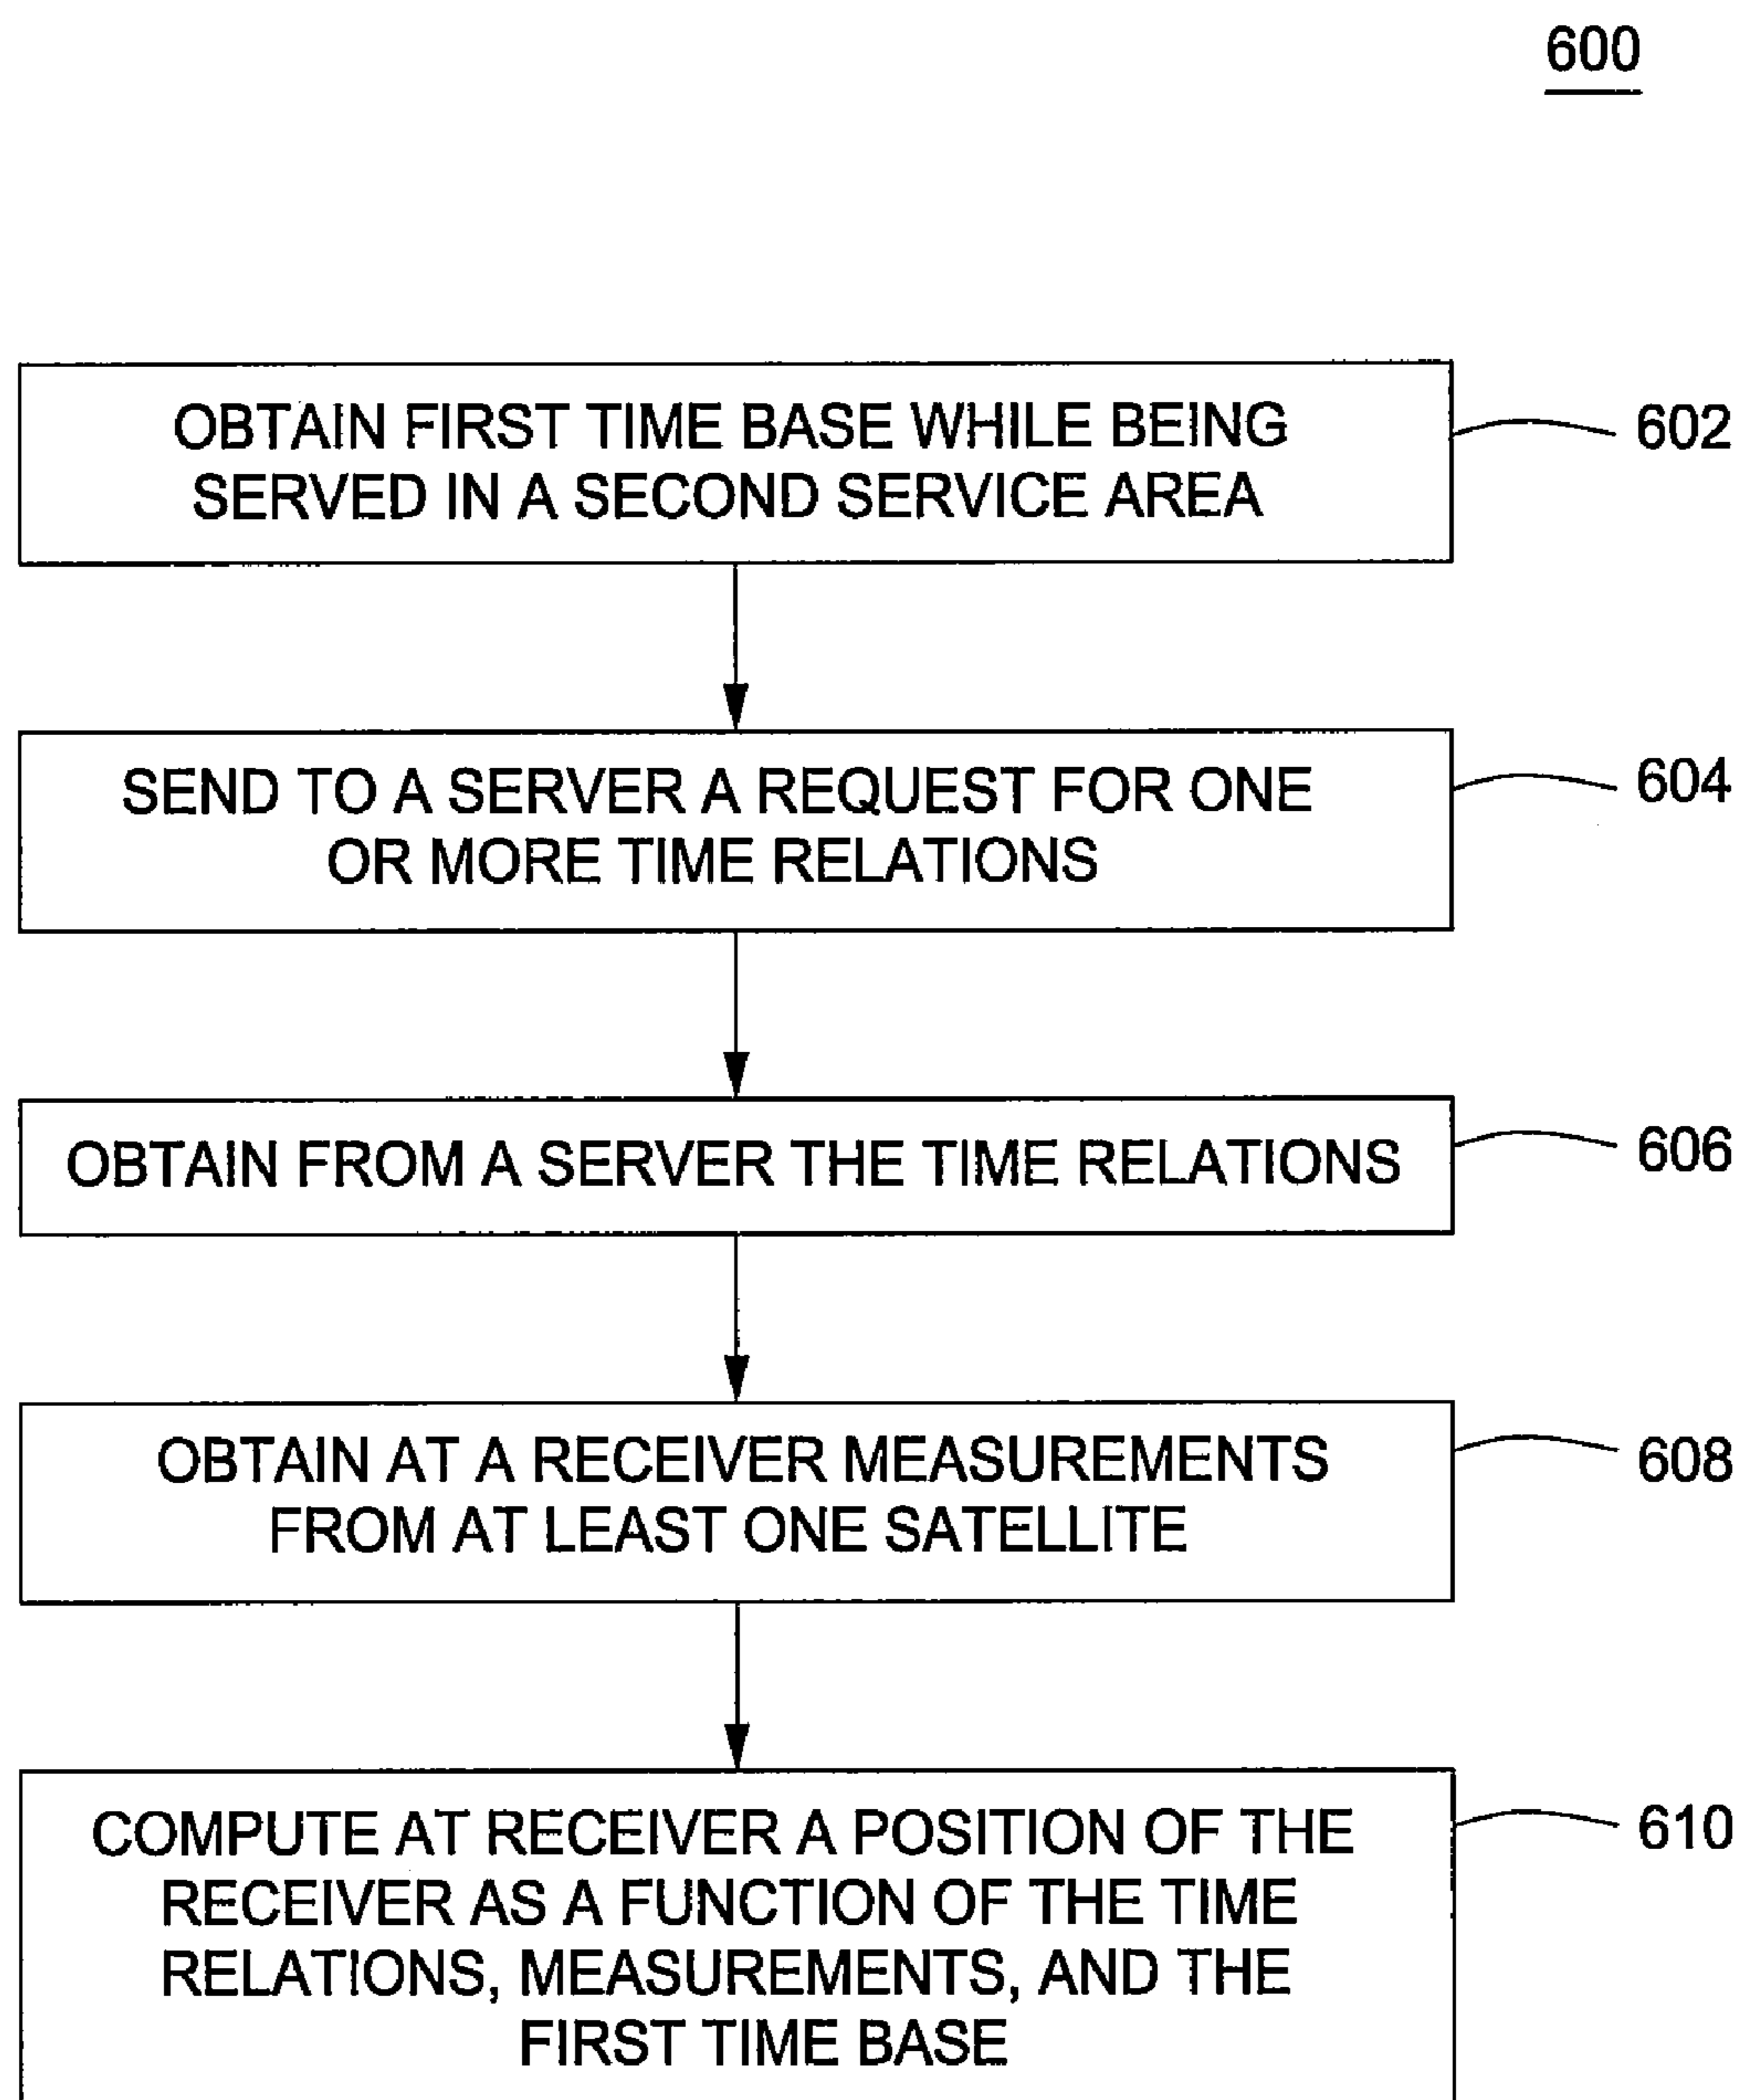 600
OBTAIN FIRST TIME BASE WHILE BEING
SERVED IN A SECOND SERVICE AREA
602
SEND TO A SERVER A REQUEST FOR ONE
OR MORE TIME RELATIONS
604
OBTAIN FROM A SERVER THE TIME RELATIONS
606
OBTAIN AT A RECEIVER MEASUREMENTS
FROM AT LEAST ONE SATELLITE
608
COMPUTE AT RECEIVER A POSITION OF THE
RECEIVER AS A FUNCTION OF THE TIME
RELATIONS, MEASUREMENTS, AND THE
FIRST TIME BASE
610